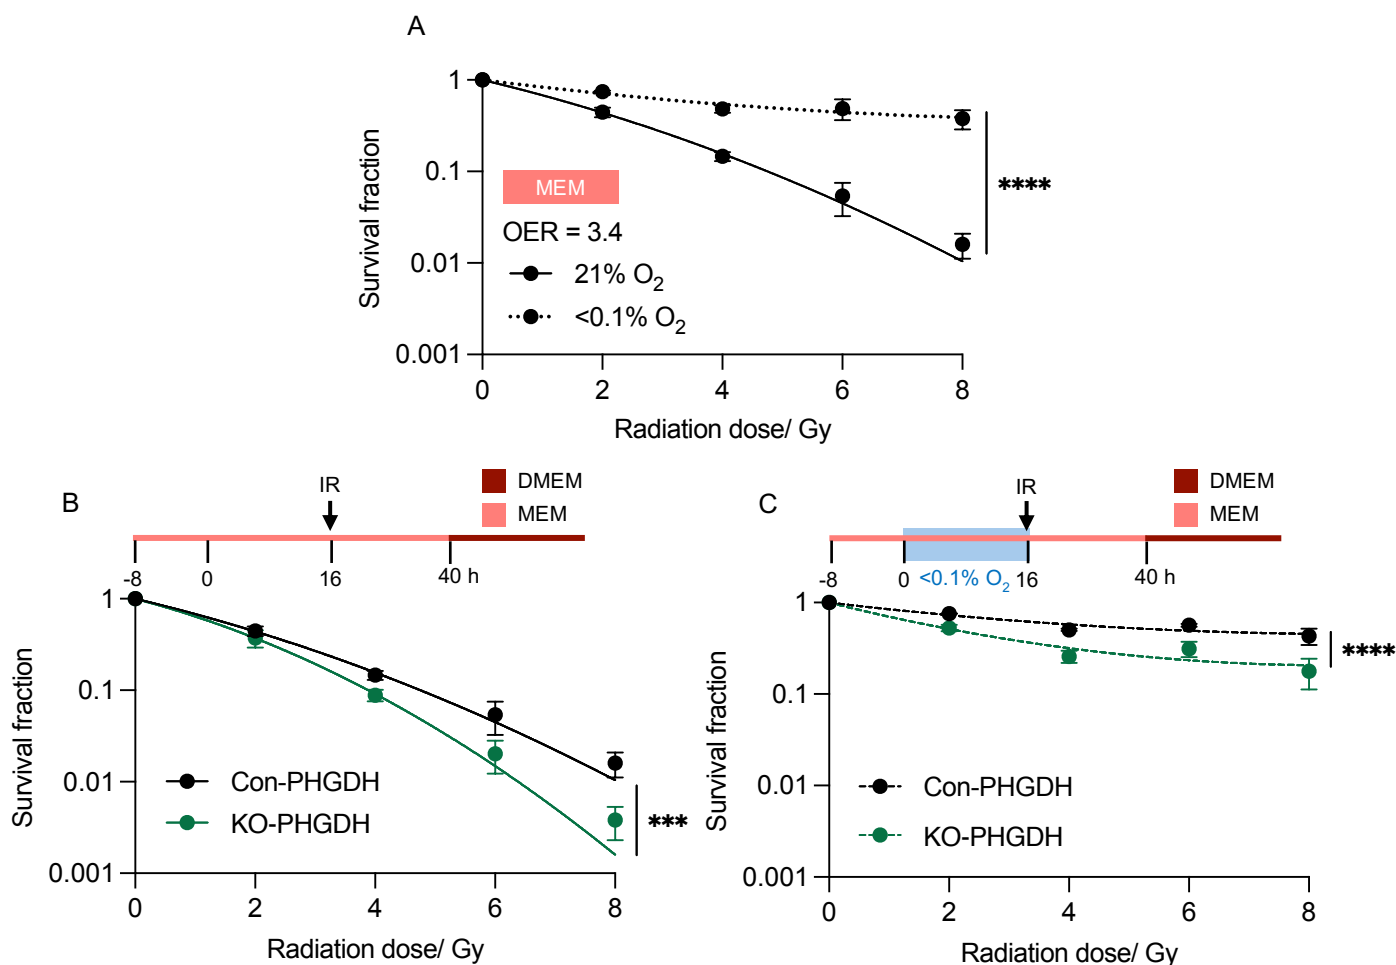 A
1
0.1
0.01
0.001
Survival fraction
MEM
OER = 3.4
21% O2
<0.1% O2
****
0 2 4 6 8
Radiation dose/ Gy
B
IR
DMEM
MEM
-8 0 16 40 h
1
0.1
0.01
0.001
Survival fraction
Con-PHGDH
KO-PHGDH
***
0 2 4 6 8
Radiation dose/ Gy
C
IR
DMEM
MEM
-8 0 <0.1% O2 16 40 h
1
0.1
0.01
0.001
Survival fraction
****
Con-PHGDH
KO-PHGDH
0 2 4 6 8
Radiation dose/ Gy